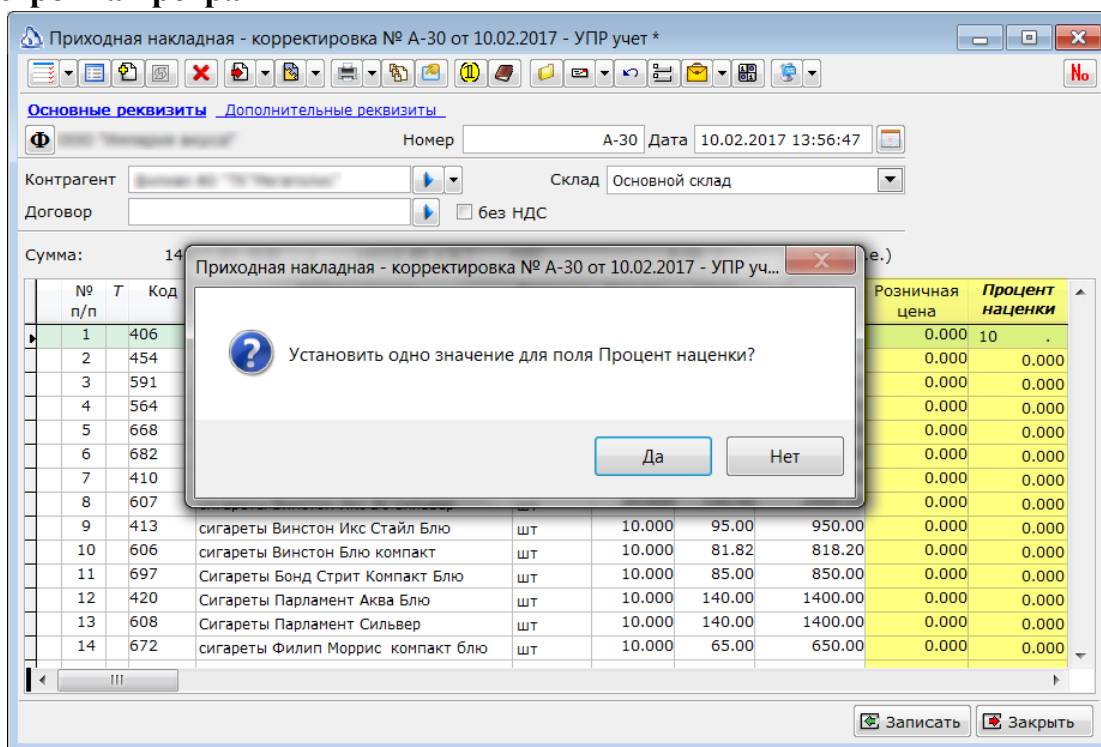 Приходная накладная - корректировка № А-30 от 10.02.2017 - УПР учет *
№
Основные реквизиты Дополнительные реквизиты
Ф Номер А-30 Дата 10.02.2017 13:56:47
Контрагент Склад Основной склад
Договор без НДС
Сумма: 14 е.)
Приходная накладная - корректировка № А-30 от 10.02.2017 - УПР уч...
Установить одно значение для поля Процент наценки?
Да Нет
№ Т Код Розничная Процент
п/п цена наценки
1 406 0.000 10 .
2 454 0.000 0.000
3 591 0.000 0.000
4 564 0.000 0.000
5 668 0.000 0.000
6 682 0.000 0.000
7 410 0.000 0.000
8 607 0.000 0.000
9 413 сигареты Винстон Икс Стайл Блю шт 10.000 95.00 950.00 0.000 0.000
10 606 сигареты Винстон Блю компакт шт 10.000 81.82 818.20 0.000 0.000
11 697 Сигареты Бонд Стрит Компакт Блю шт 10.000 85.00 850.00 0.000 0.000
12 420 Сигареты Парламент Аква Блю шт 10.000 140.00 1400.00 0.000 0.000
13 608 Сигареты Парламент Сильвер шт 10.000 140.00 1400.00 0.000 0.000
14 672 сигареты Филип Моррис компакт блю шт 10.000 65.00 650.00 0.000 0.000
Записать Закрыть